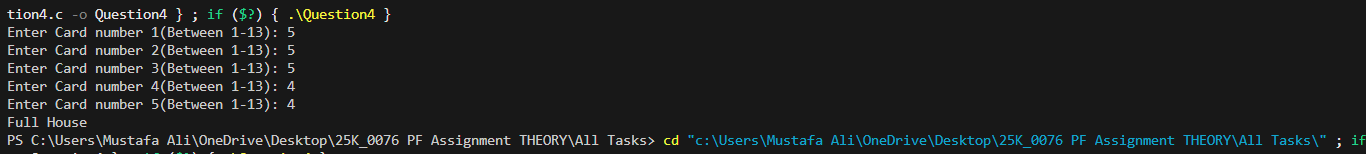 tion4.c -o Question4 } ; if ($?) { .\Question4 }
Enter Card number 1(Between 1-13): 5
Enter Card number 2(Between 1-13): 5
Enter Card number 3(Between 1-13): 5
Enter Card number 4(Between 1-13): 4
Enter Card number 5(Between 1-13): 4
Full House
PS C:\Users\Mustafa Ali\OneDrive\Desktop\25K_0076 PF Assignment THEORY\All Tasks> cd "c:\Users\Mustafa Ali\OneDrive\Desktop\25K_0076 PF Assignment THEORY\All Tasks\" ; if